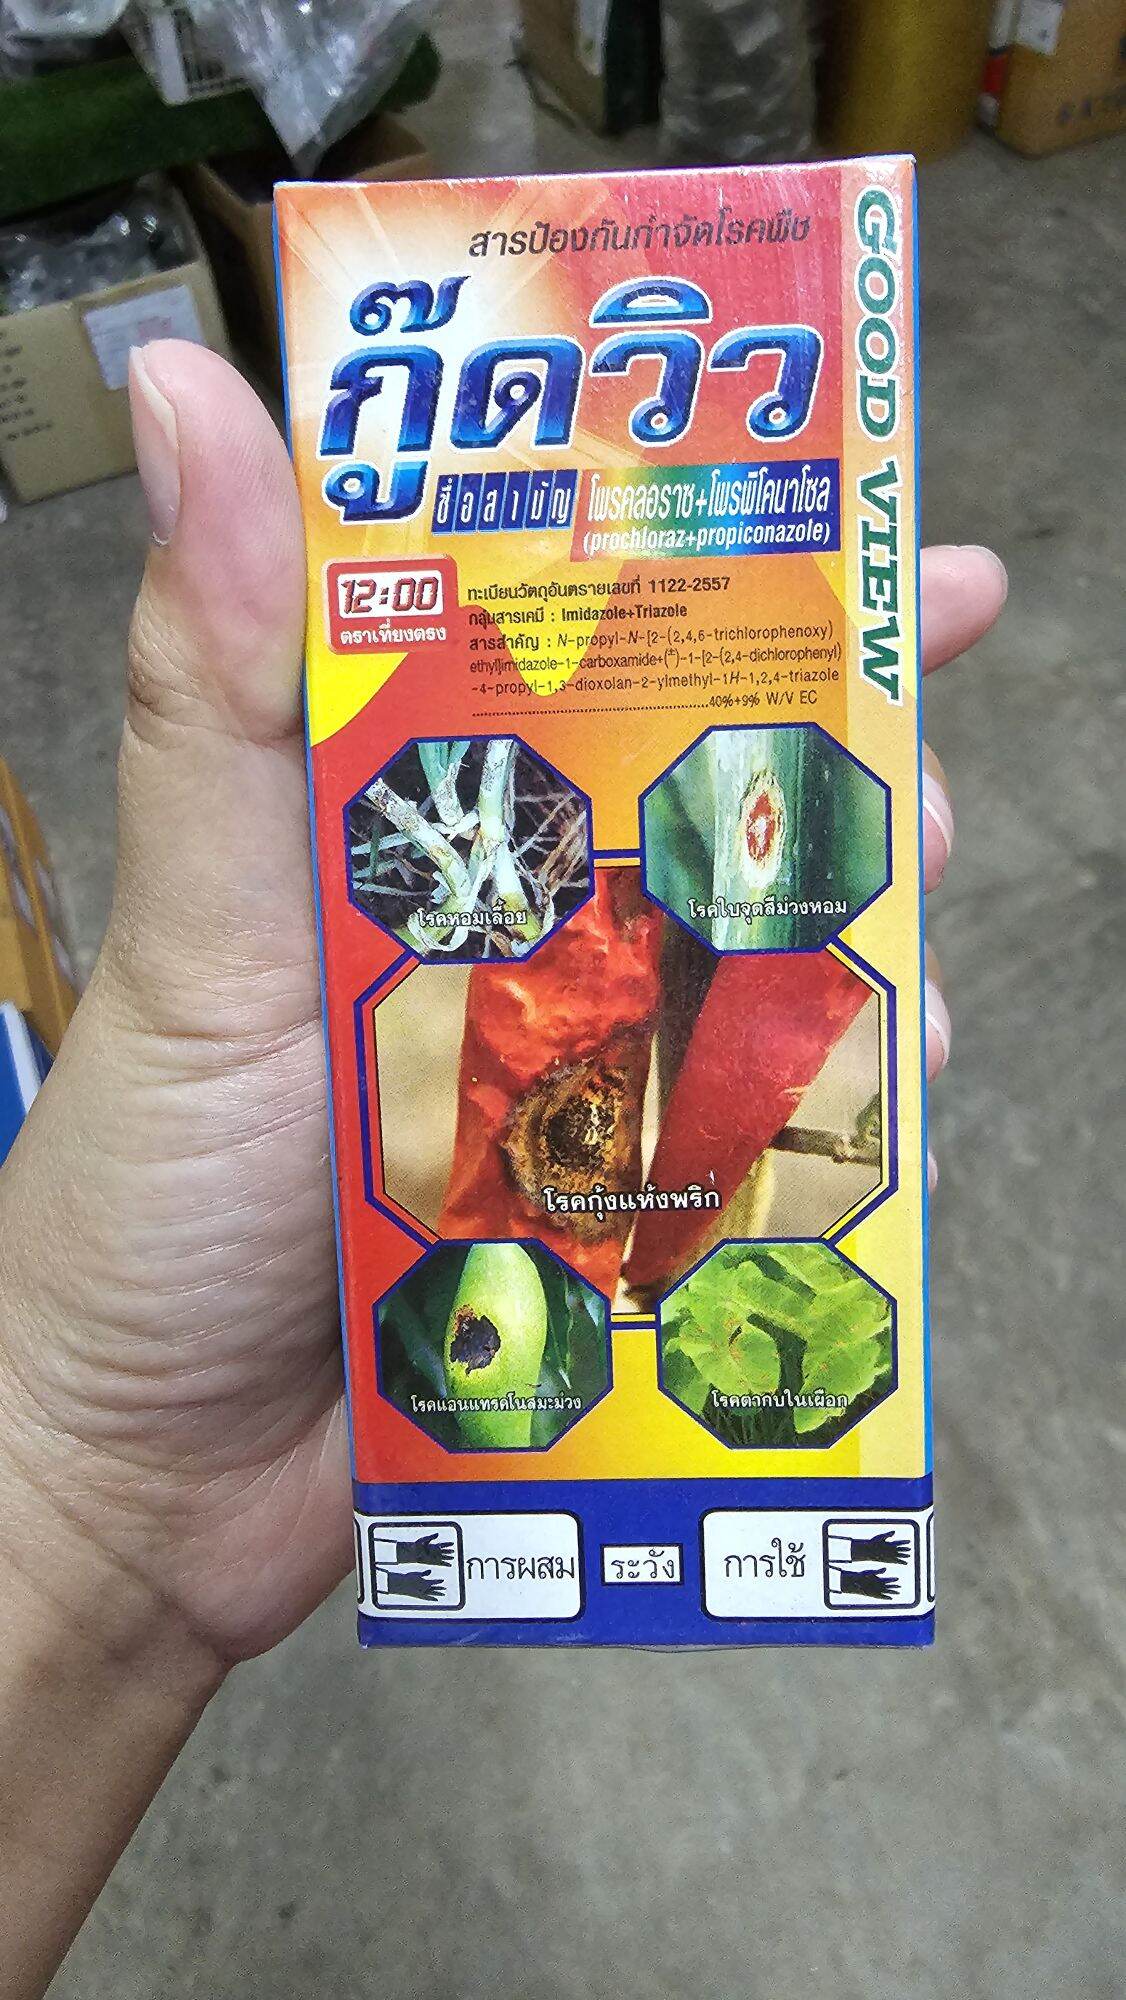 สารป้องกันกำจัดโรคพืช
กู๊ดวิว
GOOD VIEW
ชื่อสามัญ โพรคลอราซ+โพรพิโคนาโซล
(prochloraz+propiconazole)
12:00
ตราเที่ยงตรง
ทะเบียนวัตถุอันตรายเลขที่ 1122-2557
กลุ่มสารเคมี : Imidazole+Triazole
สารสำคัญ : N-propyl-N-[2-(2,4,6-trichlorophenoxy)
ethyl]imidazole-1-carboxamide+(±)-1-[2-(2,4-dichlorophenyl)
-4-propyl-1,3-dioxolan-2-ylmethyl-1H-1,2,4-triazole
........................................................40%+9% W/V EC
โรคหอมเลื้อย
โรคใบจุดสีม่วงหอม
โรคกุ้งแห้งพริก
โรคแอนแทรคโนสมะม่วง
โรคตากบในเผือก
การผสม
ระวัง
การใช้